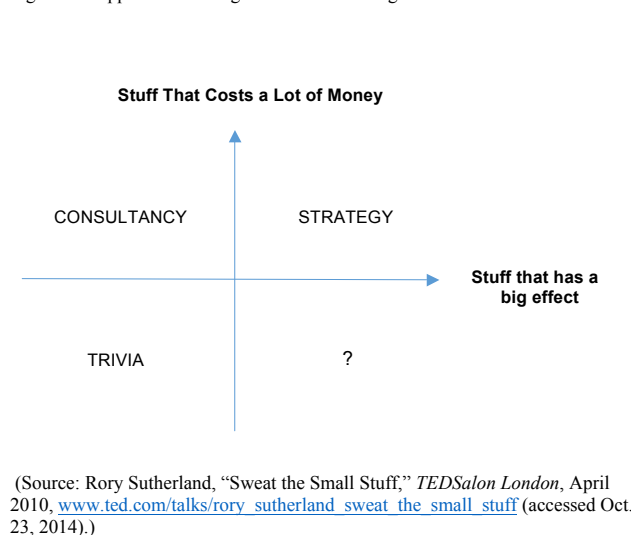 Stuff That Costs a Lot of Money
CONSULTANCY STRATEGY
Stuff that has a
big effect
TRIVIA ?
(Source: Rory Sutherland, “Sweat the Small Stuff,” TEDSalon London, April
2010, www.ted.com/talks/rory_sutherland_sweat_the_small_stuff (accessed Oct.
23, 2014).)